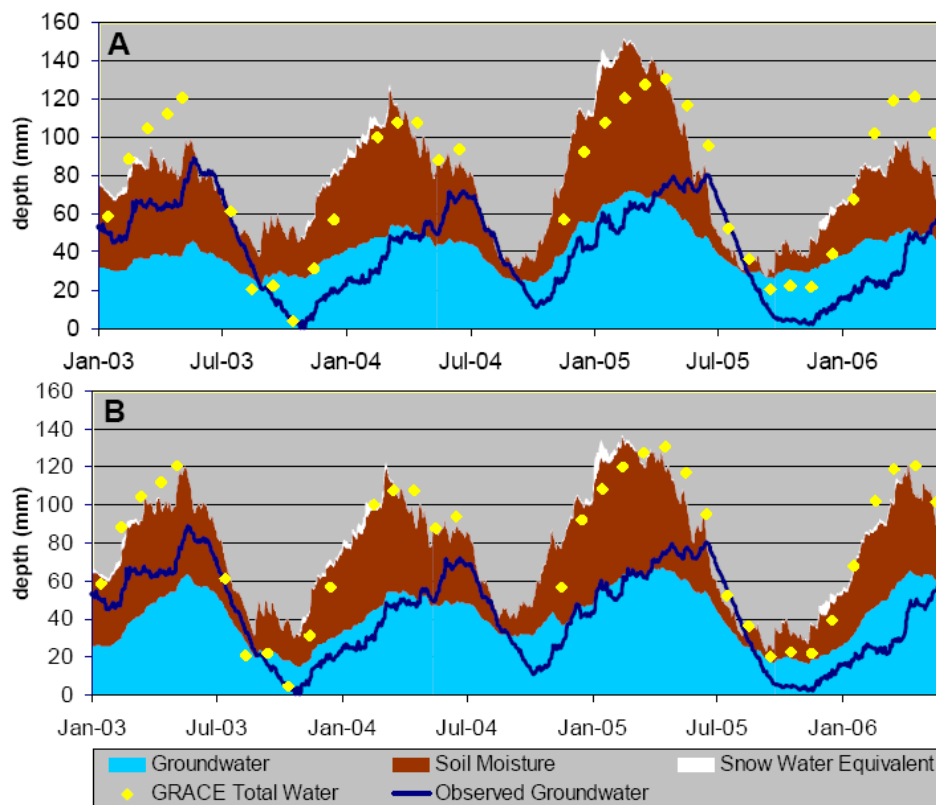 A
depth (mm)
160
140
120
100
80
60
40
20
0
Jan-03 Jul-03 Jan-04 Jul-04 Jan-05 Jul-05 Jan-06
B
depth (mm)
160
140
120
100
80
60
40
20
0
Jan-03 Jul-03 Jan-04 Jul-04 Jan-05 Jul-05 Jan-06
Groundwater Soil Moisture Snow Water Equivalent
GRACE Total Water Observed Groundwater